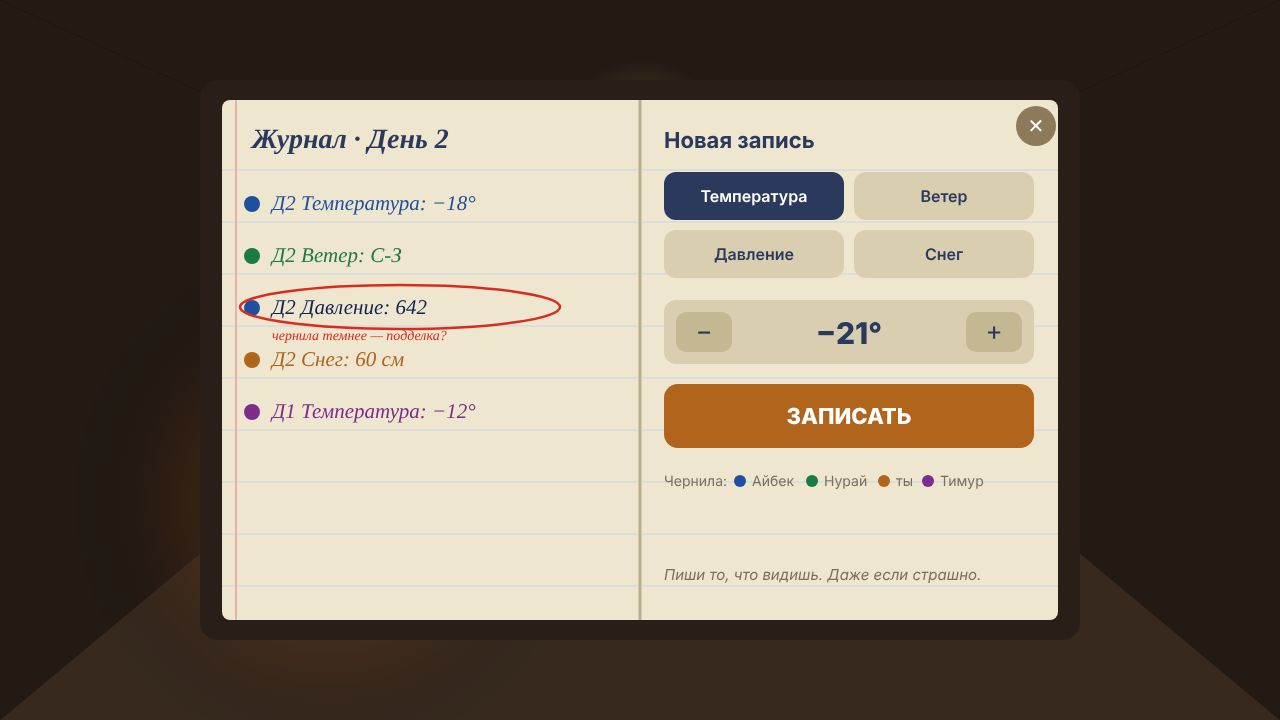 Журнал · День 2
Д2 Температура: −18°
Д2 Ветер: С-З
Д2 Давление: 642
чернила темнее — подделка?
Д2 Снег: 60 см
Д1 Температура: −12°
✕
Новая запись
Температура Ветер
Давление Снег
− −21° +
ЗАПИСАТЬ
Чернила: Айбек Нурай ты Тимур
Пиши то, что видишь. Даже если страшно.